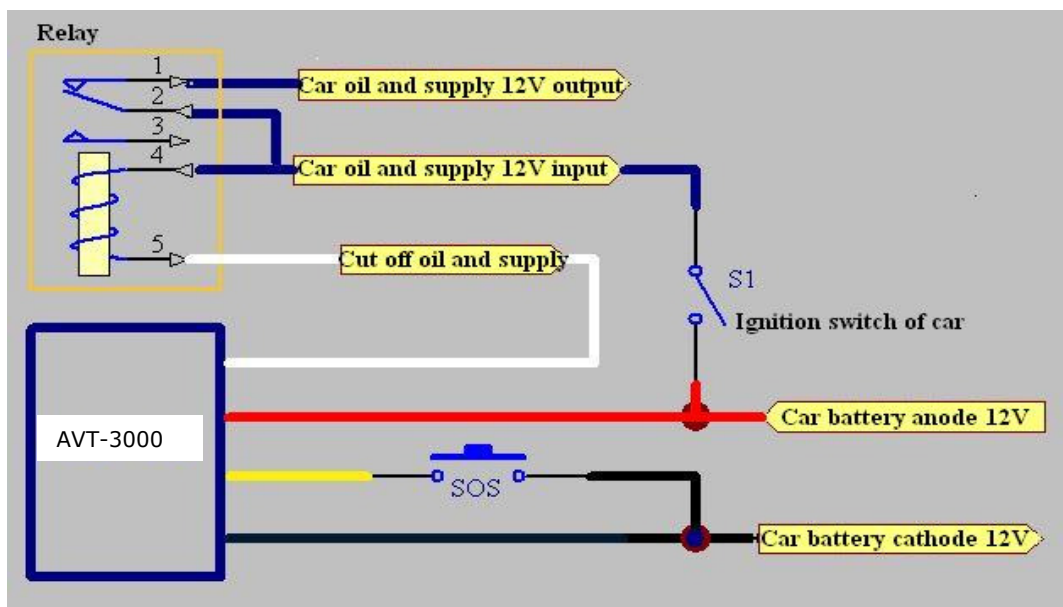 Relay
1
Car oil and supply 12V output
2
3
4
Car oil and supply 12V input
5
Cut off oil and supply
S1
Ignition switch of car
AVT-3000
Car battery anode 12V
SOS
Car battery cathode 12V